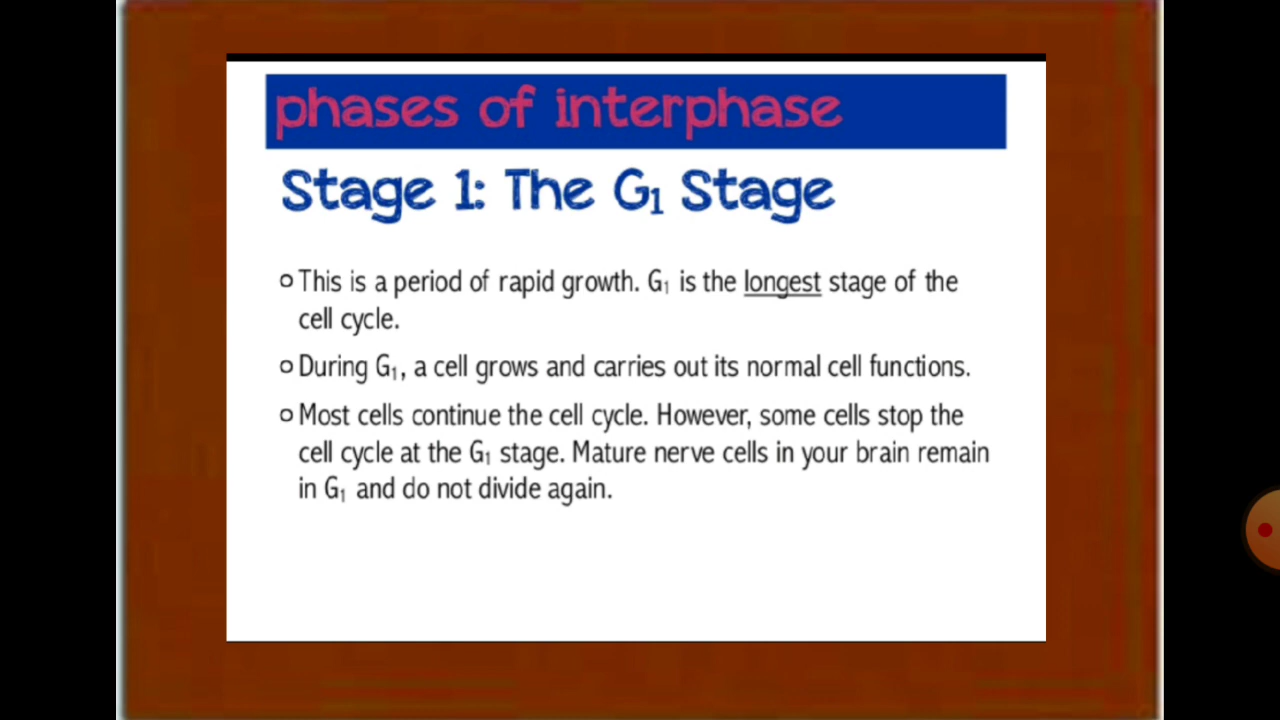 phases of interphase
Stage 1: The G₁ Stage
o This is a period of rapid growth. G₁ is the longest stage of the
cell cycle.
o During G₁, a cell grows and carries out its normal cell functions.
o Most cells continue the cell cycle. However, some cells stop the
cell cycle at the G₁ stage. Mature nerve cells in your brain remain
in G₁ and do not divide again.